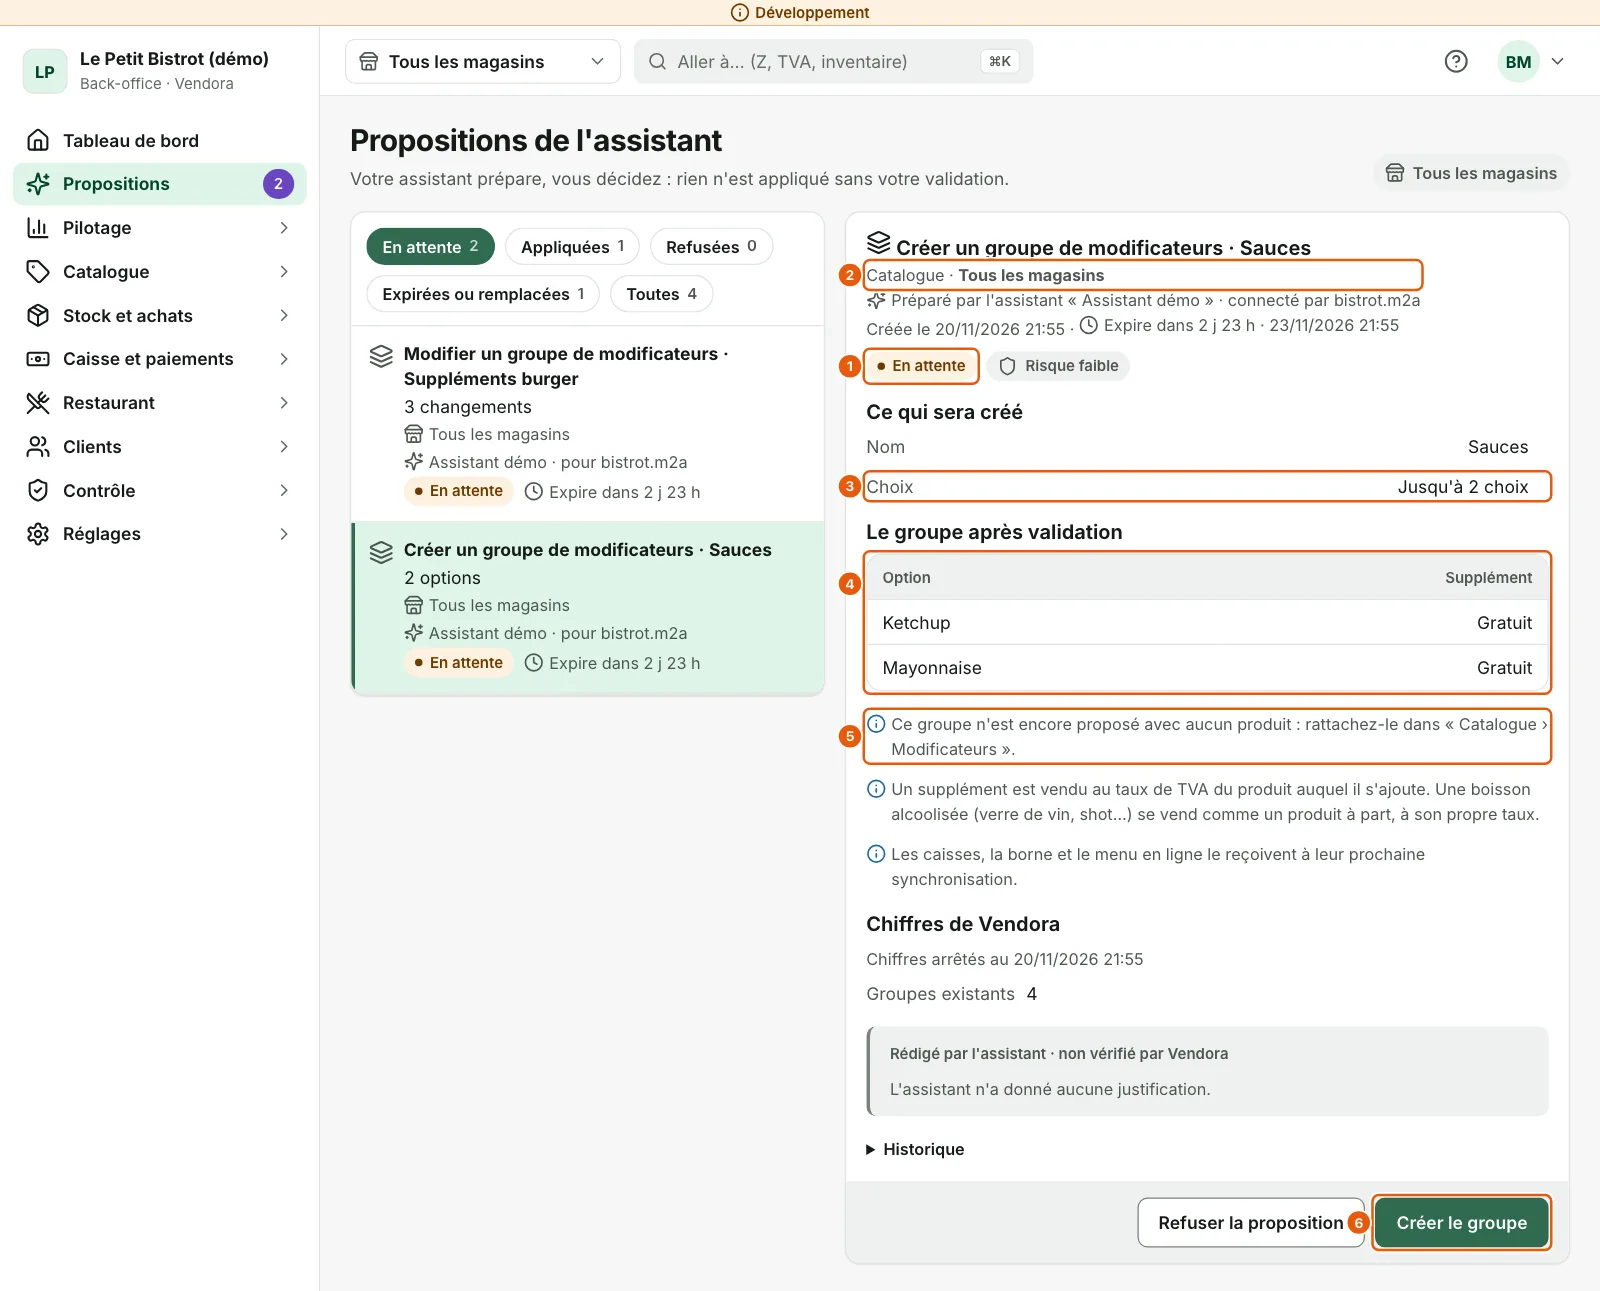 Développement
LP
Le Petit Bistrot (démo)
Back-office · Vendora
Tous les magasins
Aller à... (Z, TVA, inventaire)
⌘K
BM
Tableau de bord
Propositions
2
Pilotage
Catalogue
Stock et achats
Caisse et paiements
Restaurant
Clients
Contrôle
Réglages
Propositions de l'assistant
Votre assistant prépare, vous décidez : rien n'est appliqué sans votre validation.
Tous les magasins
En attente 2
Appliquées 1
Refusées 0
Expirées ou remplacées 1
Toutes 4
Modifier un groupe de modificateurs ·
Suppléments burger
3 changements
Tous les magasins
Assistant démo · pour bistrot.m2a
• En attente
Expire dans 2 j 23 h
Créer un groupe de modificateurs · Sauces
2 options
Tous les magasins
Assistant démo · pour bistrot.m2a
• En attente
Expire dans 2 j 23 h
Créer un groupe de modificateurs · Sauces
2
Catalogue · Tous les magasins
Préparé par l'assistant « Assistant démo » · connecté par bistrot.m2a
Créée le 20/11/2026 21:55 · Expire dans 2 j 23 h · 23/11/2026 21:55
1
• En attente
Risque faible
Ce qui sera créé
Nom
Sauces
3
Choix
Jusqu'à 2 choix
Le groupe après validation
4
Option
Supplément
Ketchup
Gratuit
Mayonnaise
Gratuit
5
Ce groupe n'est encore proposé avec aucun produit : rattachez-le dans « Catalogue ›
Modificateurs ».
Un supplément est vendu au taux de TVA du produit auquel il s'ajoute. Une boisson
alcoolisée (verre de vin, shot...) se vend comme un produit à part, à son propre taux.
Les caisses, la borne et le menu en ligne le reçoivent à leur prochaine
synchronisation.
Chiffres de Vendora
Chiffres arrêtés au 20/11/2026 21:55
Groupes existants 4
Rédigé par l'assistant · non vérifié par Vendora
L'assistant n'a donné aucune justification.
Historique
Refuser la proposition
6
Créer le groupe